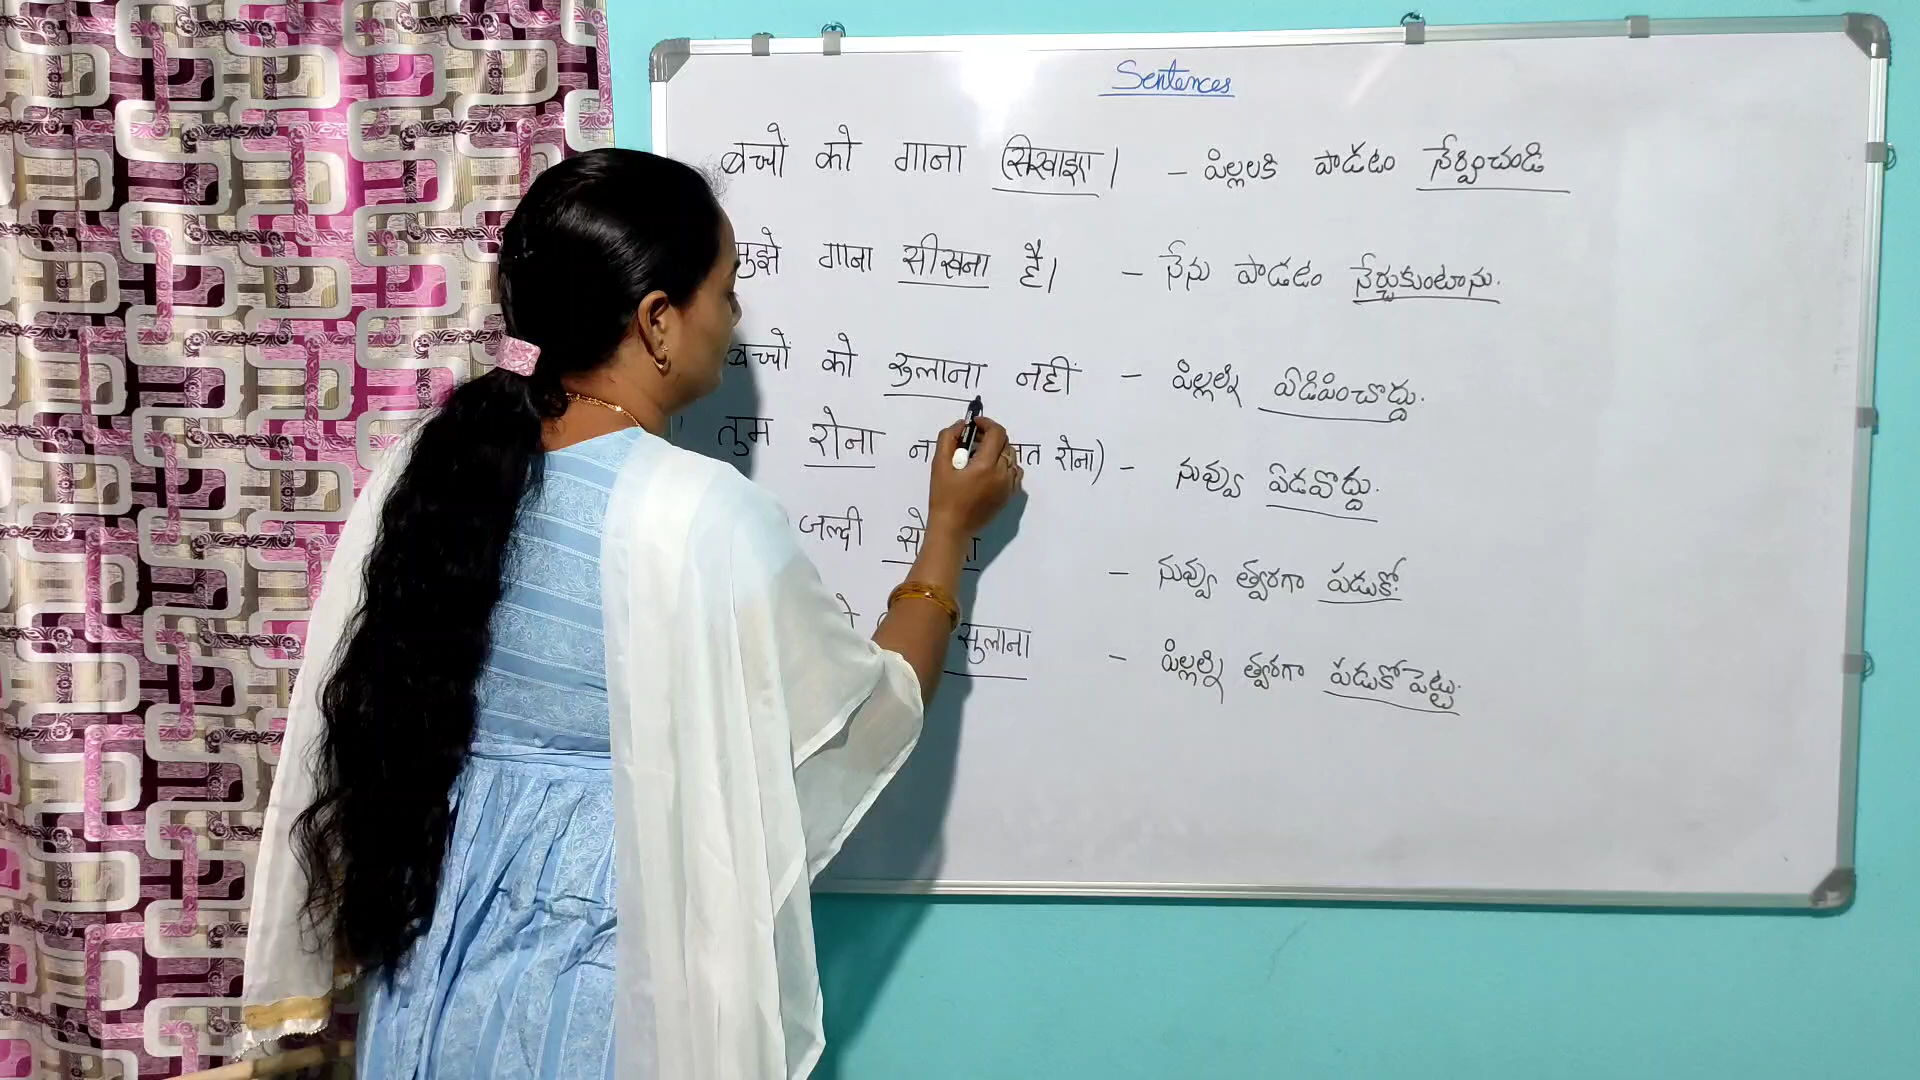 Sentences
बच्चों को गाना सिखाइए। - పిల్లలకి పాడటం నేర్పించండి
मुझे गाना सीखना है। - నేను పాడటం నేర్చుకుంటాను.
बच्चों को रुलाना नहीं - పిల్లల్ని ఏడిపించొద్దు.
तुम रोना रोना) - నువ్వు ఏడవొద్దు.
जल्दी - నువ్వు త్వరగా పడుకో.
सुलाना - పిల్లల్ని త్వరగా పడుకోపెట్టు.